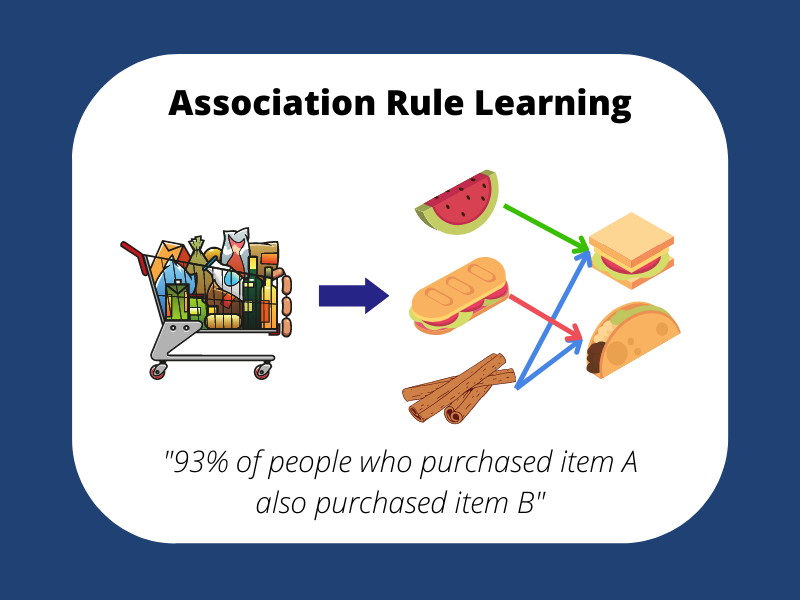 Association Rule Learning
"93% of people who purchased item A
also purchased item B"